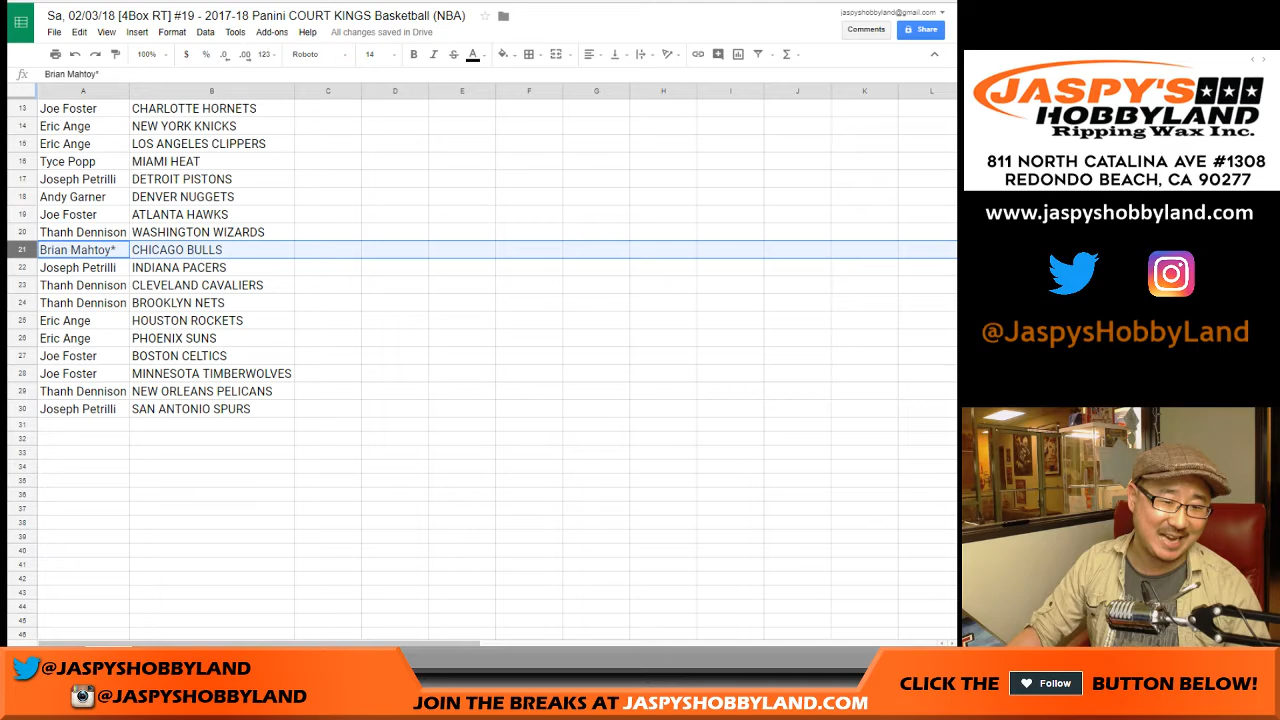 Sa, 02/03/18 [4Box RT] #19 - 2017-18 Panini COURT KINGS Basketball (NBA)
jaspyshobbyland@gmail.com
File Edit View Insert Format Data Tools Add-ons Help All changes saved in Drive
Comments
Share
100% $ % .0 .00 123 Roboto 14 B I S A
fx Brian Mahtoy*
A B C D E F G H I J K L
13 Joe Foster CHARLOTTE HORNETS
14 Eric Ange NEW YORK KNICKS
15 Eric Ange LOS ANGELES CLIPPERS
16 Tyce Popp MIAMI HEAT
17 Joseph Petrilli DETROIT PISTONS
18 Andy Garner DENVER NUGGETS
19 Joe Foster ATLANTA HAWKS
20 Thanh Dennison WASHINGTON WIZARDS
21 Brian Mahtoy* CHICAGO BULLS
22 Joseph Petrilli INDIANA PACERS
23 Thanh Dennison CLEVELAND CAVALIERS
24 Thanh Dennison BROOKLYN NETS
25 Eric Ange HOUSTON ROCKETS
26 Eric Ange PHOENIX SUNS
27 Joe Foster BOSTON CELTICS
28 Joe Foster MINNESOTA TIMBERWOLVES
29 Thanh Dennison NEW ORLEANS PELICANS
30 Joseph Petrilli SAN ANTONIO SPURS
31
32
33
34
35
36
37
38
39
40
41
42
43
44
45
46
JASPY'S
HOBBYLAND
Ripping Wax Inc.
811 NORTH CATALINA AVE #1308
REDONDO BEACH, CA 90277
www.jaspyshobbyland.com
@JaspysHobbyLand
@JASPYSHOBBYLAND
@JASPYSHOBBYLAND
JOIN THE BREAKS AT JASPYSHOBBYLAND.COM
CLICK THE Follow BUTTON BELOW!